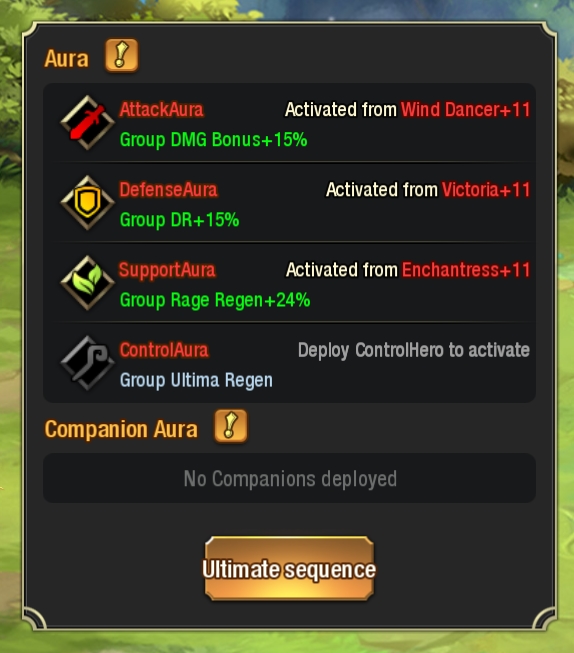 Aura
AttackAura Activated from Wind Dancer+11
Group DMG Bonus+15%
DefenseAura Activated from Victoria+11
Group DR+15%
SupportAura Activated from Enchantress+11
Group Rage Regen+24%
ControlAura Deploy ControlHero to activate
Group Ultima Regen
Companion Aura
No Companions deployed
Ultimate sequence